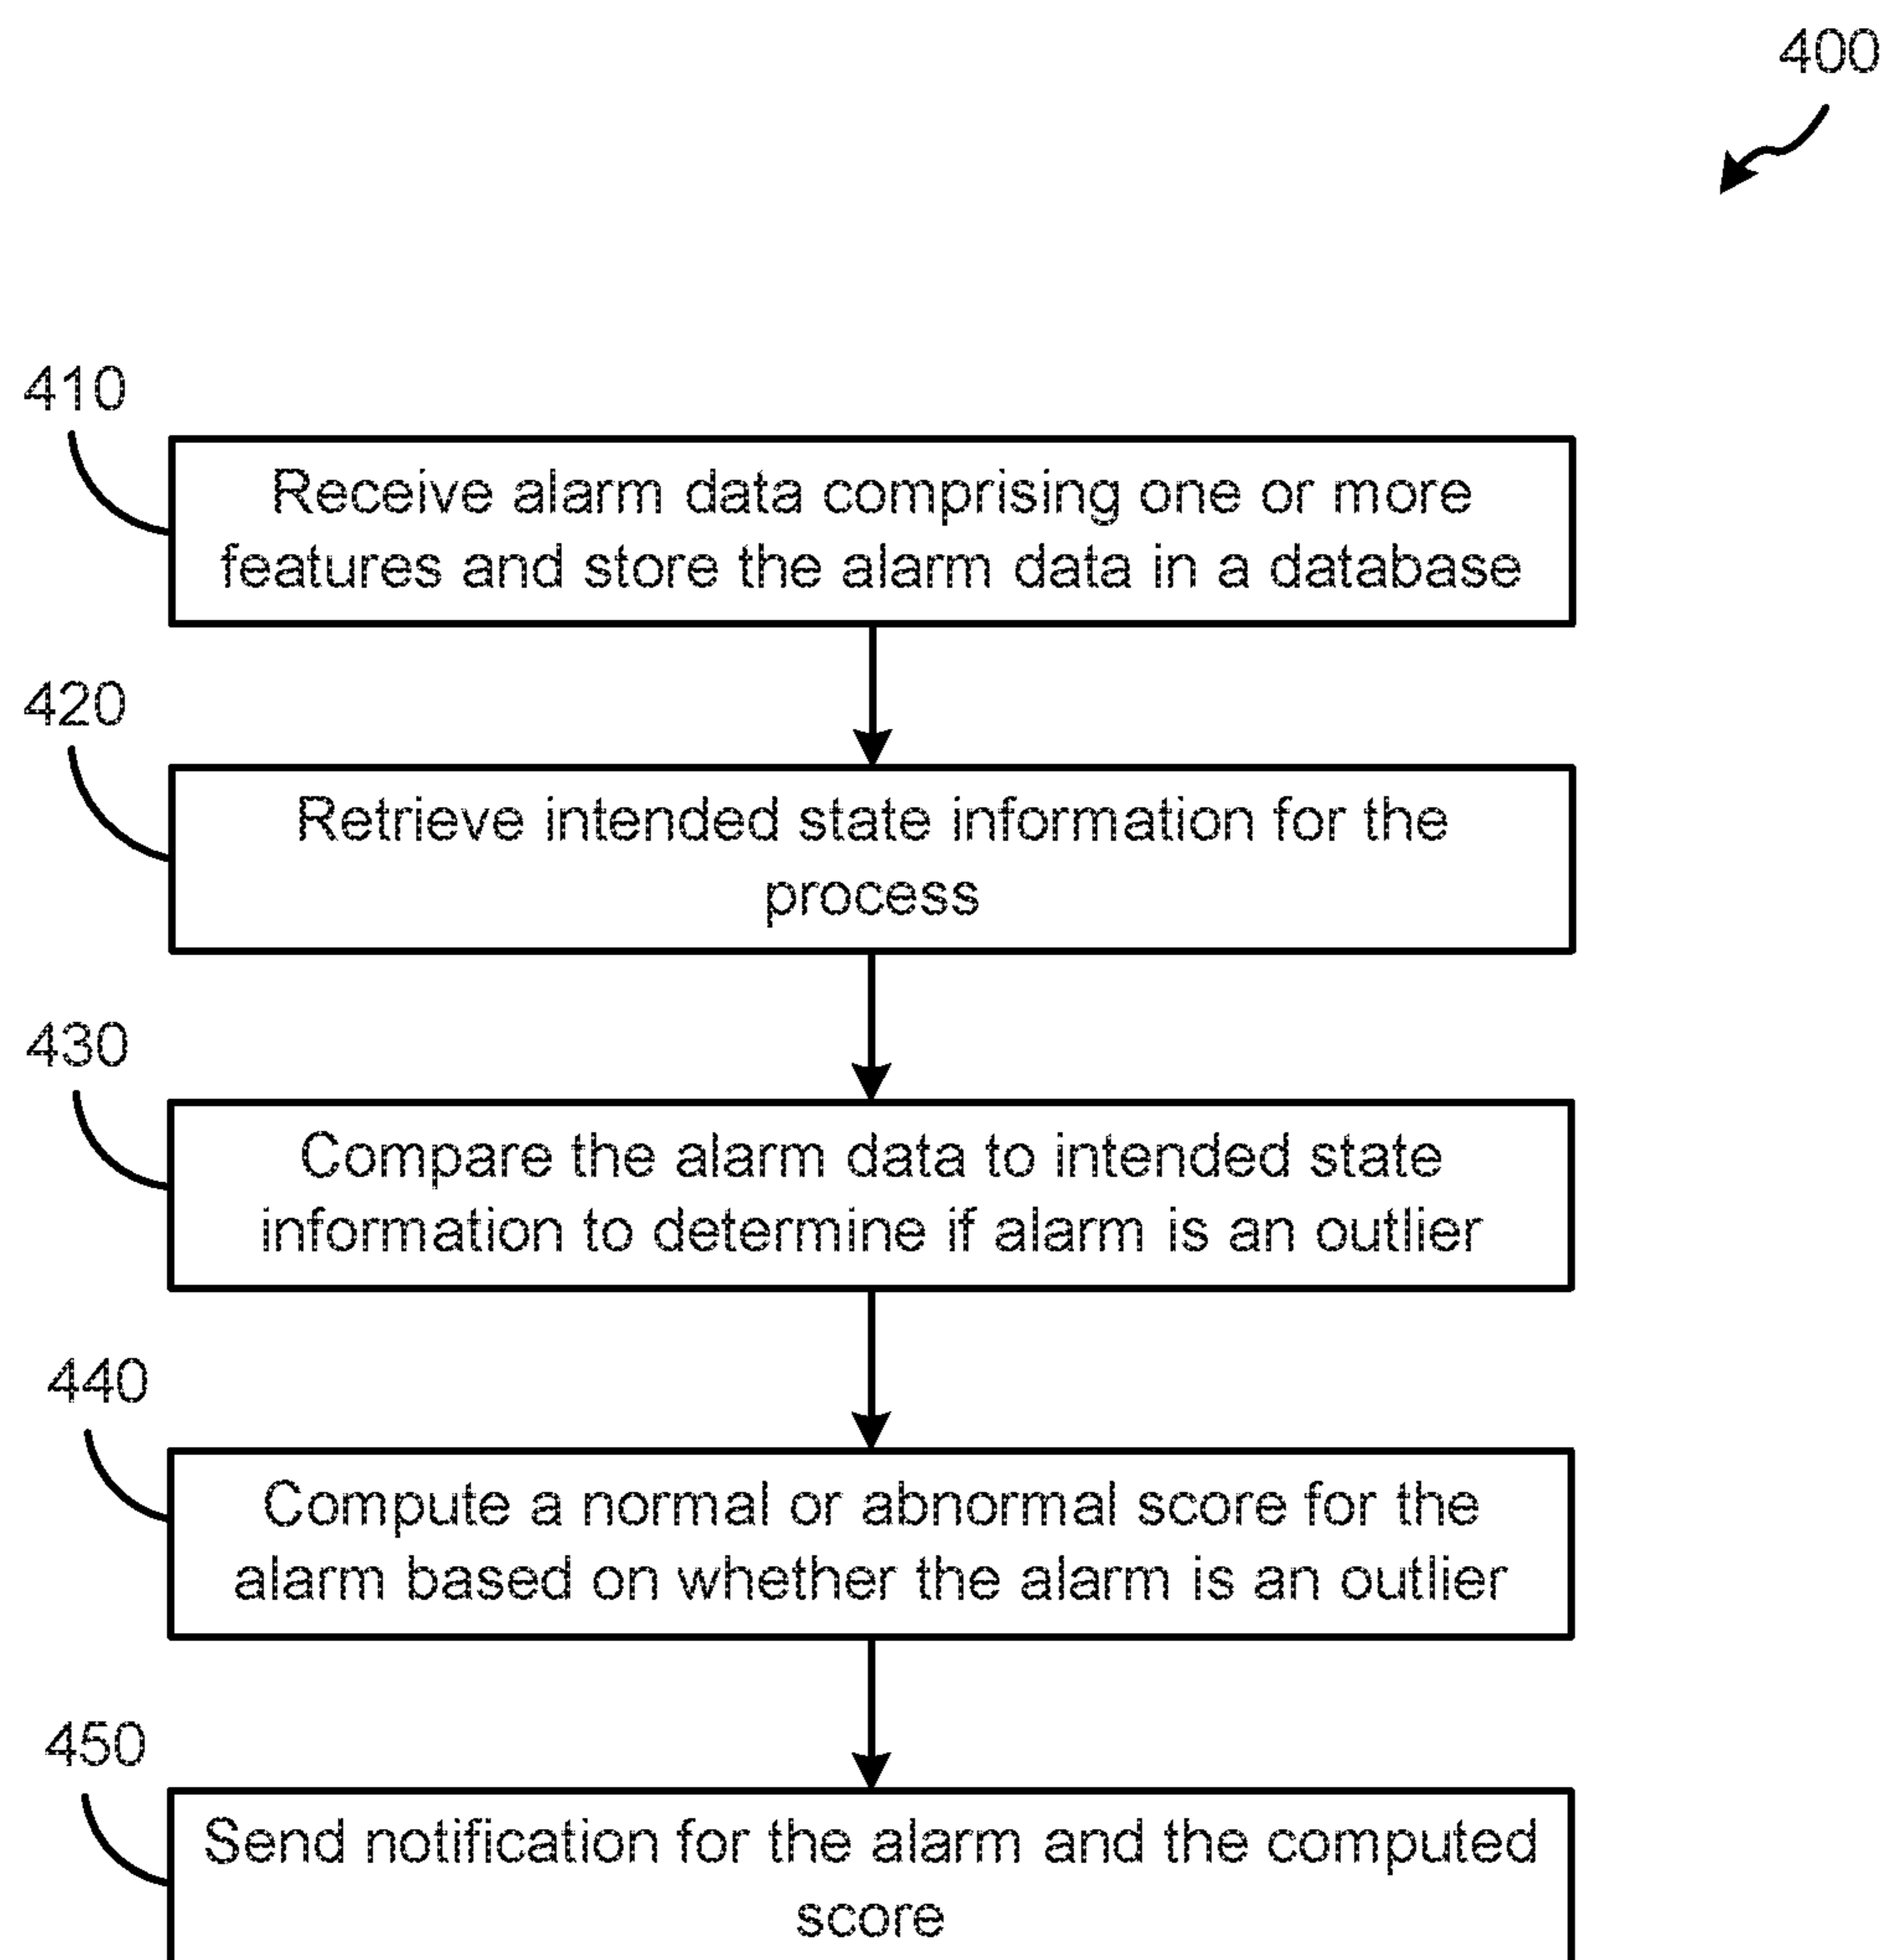 400
410
Receive alarm data comprising one or more
features and store the alarm data in a database
420
Retrieve intended state information for the
process
430
Compare the alarm data to intended state
information to determine if alarm is an outlier
440
Compute a normal or abnormal score for the
alarm based on whether the alarm is an outlier
450
Send notification for the alarm and the computed
score